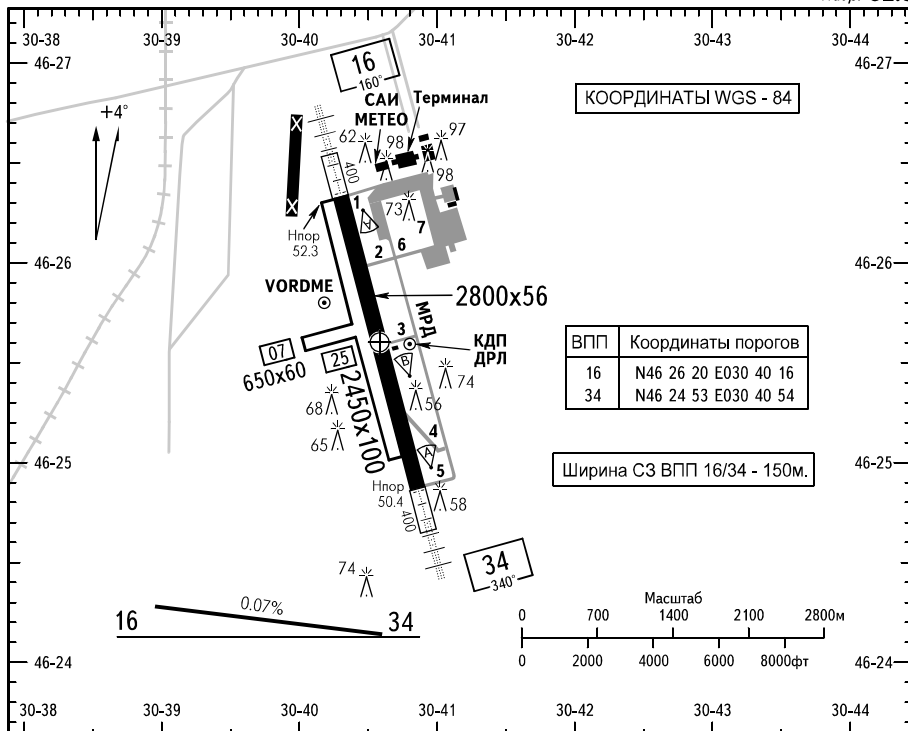 30-38 30-39 30-40 30-41 30-42 30-43 30-44
46-27 46-27
16
160°
КООРДИНАТЫ WGS - 84
+4°
САИ Терминал
МЕТЕО
62 98 97
98
400
1
A
73
7
Нпор
52.3
2 6
46-26 46-26
VORDME
2800x56
МРД
3
КДП
ДРЛ
07
650x60
25
2450x100
B
74
68
56
65
ВПП Координаты порогов
16 N46 26 20 E030 40 16
34 N46 24 53 E030 40 54
4
A
5
46-25 46-25
Ширина СЗ ВПП 16/34 - 150м.
Нпор
50.4
58
400
34
340°
74
16 0.07% 34
Масштаб
0 700 1400 2100 2800м
0 2000 4000 6000 8000фт
46-24 46-24
30-38 30-39 30-40 30-41 30-42 30-43 30-44